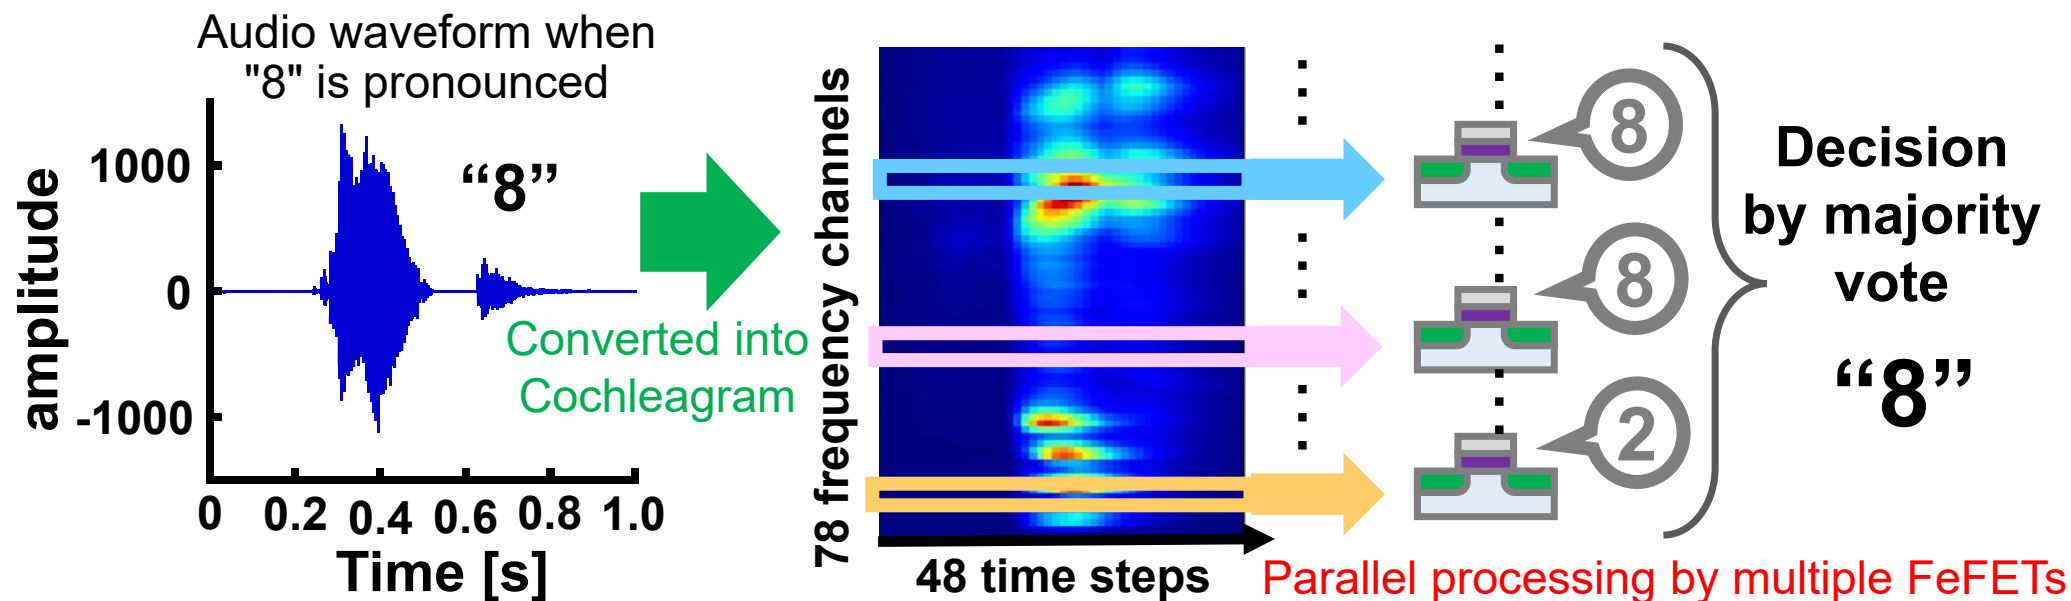 Audio waveform when
"8" is pronounced
amplitude
1000
0
-1000
“8”
0 0.2 0.4 0.6 0.8 1.0
Time [s]
Converted into
Cochleagram
78 frequency channels
48 time steps
8
8
2
Parallel processing by multiple FeFETs
Decision
by majority
vote
“8”